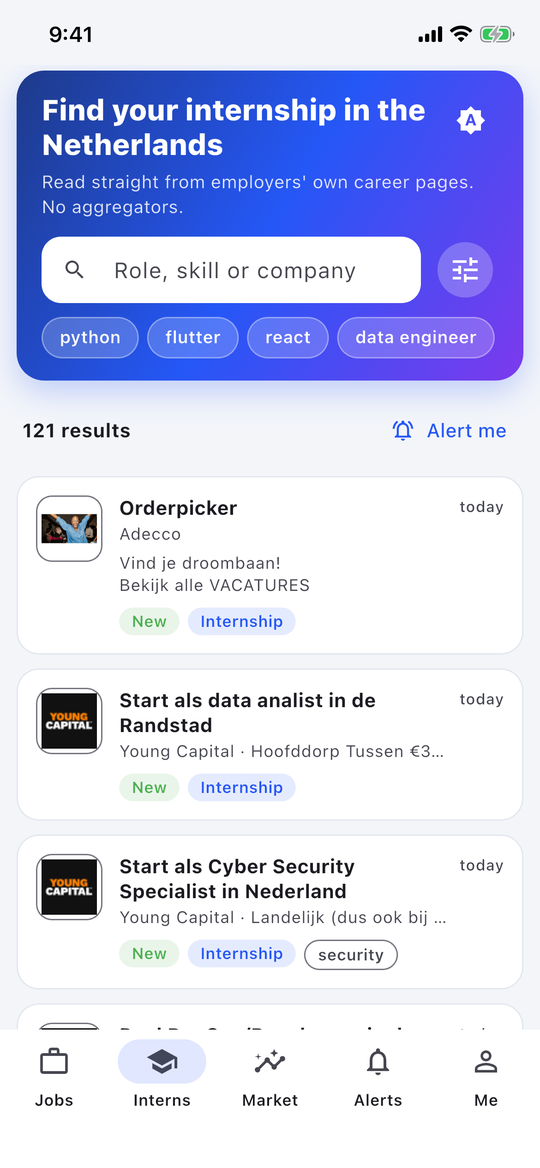 9:41
Find your internship in the
Netherlands
A
Read straight from employers' own career pages.
No aggregators.
Role, skill or company
python
flutter
react
data engineer
121 results
Alert me
Orderpicker
today
Adecco
Vind je droombaan!
Bekijk alle VACATURES
New
Internship
YOUNG
CAPITAL
Start als data analist in de
Randstad
today
Young Capital · Hoofddorp Tussen €3...
New
Internship
YOUNG
CAPITAL
Start als Cyber Security
Specialist in Nederland
today
Young Capital · Landelijk (dus ook bij ...
New
Internship
security
Jobs
Interns
Market
Alerts
Me